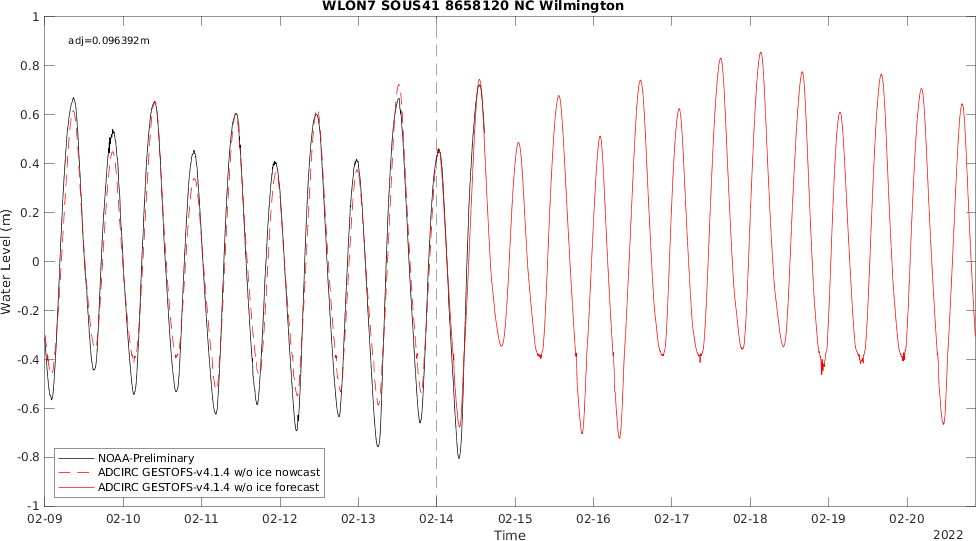 WLON7 SOUS41 8658120 NC Wilmington
adj=0.096392m
1
0.8
0.6
0.4
0.2
0
-0.2
-0.4
-0.6
-0.8
-1
Water Level (m)
NOAA-Preliminary
ADCIRC GESTOFS-v4.1.4 w/o ice nowcast
ADCIRC GESTOFS-v4.1.4 w/o ice forecast
02-09 02-10 02-11 02-12 02-13 02-14 02-15 02-16 02-17 02-18 02-19 02-20
Time
2022